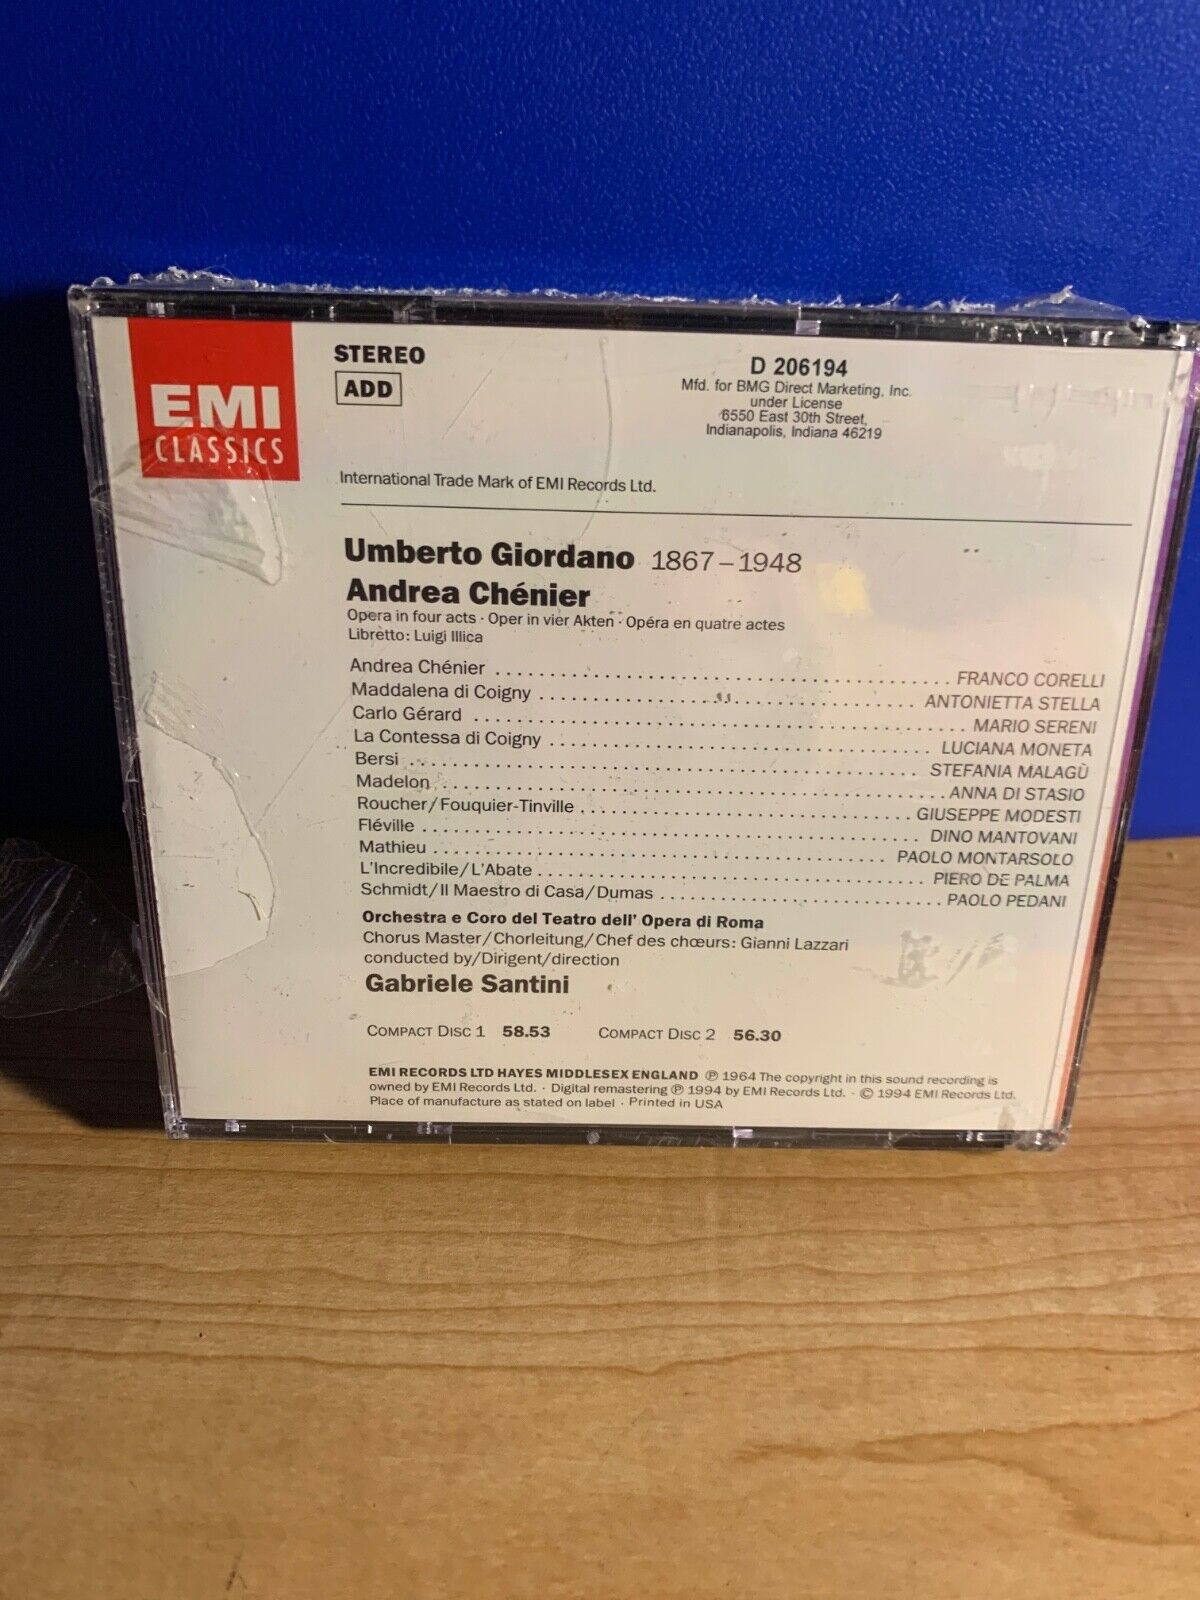 EMI
CLASSICS
STEREO
ADD
D 206194
Mfd. for BMG Direct Marketing, Inc.
under License
6550 East 30th Street,
Indianapolis, Indiana 46219
International Trade Mark of EMI Records Ltd.
Umberto Giordano 1867–1948
Andrea Chénier
Opera in four acts · Oper in vier Akten · Opéra en quatre actes
Libretto: Luigi Illica
Andrea Chénier ........................................ FRANCO CORELLI
Maddalena di Coigny ........................................ ANTONIETTA STELLA
Carlo Gérard ........................................ MARIO SERENI
La Contessa di Coigny ........................................ LUCIANA MONETA
Bersi ........................................ STEFANIA MALAGÙ
Madelon ........................................ ANNA DI STASIO
Roucher/Fouquier-Tinville ........................................ GIUSEPPE MODESTI
Fléville ........................................ DINO MANTOVANI
Mathieu ........................................ PAOLO MONTARSOLO
L'Incredibile/L'Abate ........................................ PIERO DE PALMA
Schmidt/Il Maestro di Casa/Dumas ........................................ PAOLO PEDANI
Orchestra e Coro del Teatro dell' Opera di Roma
Chorus Master/Chorleitung/Chef des chœurs: Gianni Lazzari
conducted by/Dirigent/direction
Gabriele Santini
COMPACT DISC 1 58.53 COMPACT DISC 2 56.30
EMI RECORDS LTD HAYES MIDDLESEX ENGLAND ℗ 1964 The copyright in this sound recording is
owned by EMI Records Ltd. · Digital remastering ℗ 1994 by EMI Records Ltd. · © 1994 EMI Records Ltd.
Place of manufacture as stated on label · Printed in USA